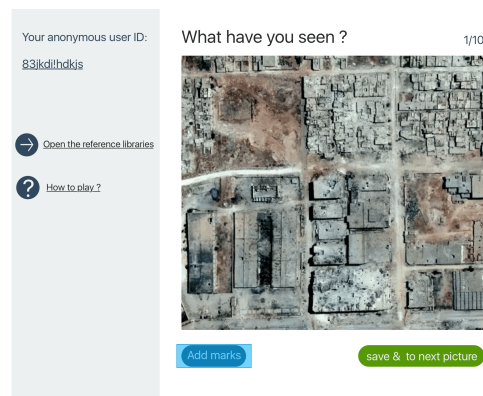 Your anonymous user ID:
83jkdi!hdkjs
Open the reference libraries
How to play ?
What have you seen ?
1/10
Add marks
save &  to next picture